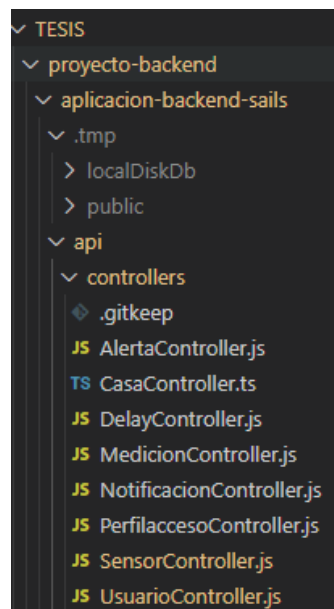 TESIS
proyecto-backend
aplicacion-backend-sails
.tmp
localDiskDb
public
api
controllers
.gitkeep
JS AlertaController.js
TS CasaController.ts
JS DelayController.js
JS MedicionController.js
JS NotificacionController.js
JS PerfilaccesoController.js
JS SensorController.js
JS UsuarioController.js